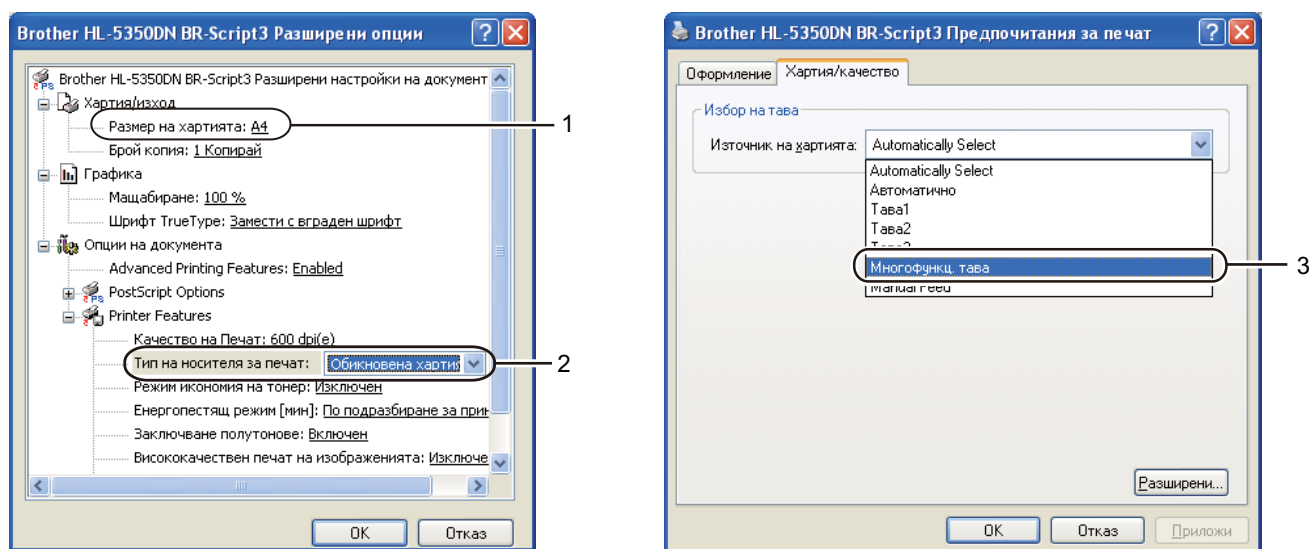 Brother HL-5350DN BR-Script3 Разширени опции
Brother HL-5350DN BR-Script3 Разширени настройки на документ
Хартия/изход
Размер на хартията: A4
1
Брой копия: 1 Копирай
Графика
Мащабиране: 100 %
Шрифт TrueType: Замести с вграден шрифт
Опции на документа
Advanced Printing Features: Enabled
PostScript Options
Printer Features
Качество на Печат: 600 dpi(е)
Тип на носителя за печат: Обикновена хартия
2
Режим икономия на тонер: Изключен
Енергопестящ режим [мин]: По подразбиране за прин
Заключване полутонове: Включен
Висококачествен печат на изображенията: Изключе
OK
Отказ
Brother HL-5350DN BR-Script3 Предпочитания за печат
Оформление Хартия/качество
Избор на тава
Източник на хартията: Automatically Select
Automatically Select
Автоматично
Тава1
Тава2
Многофункц. тава
3
Manual Feed
Разширени...
OK
Отказ
Приложи